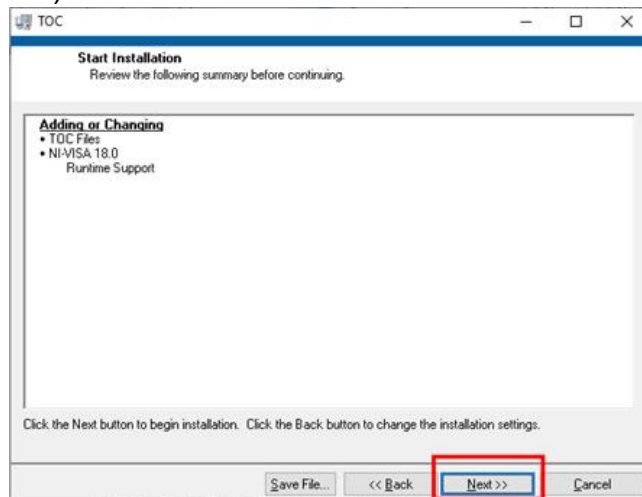 TOC
Start Installation
Review the following summary before continuing.
Adding or Changing
• TOC Files
• NI-VISA 18.0
Runtime Support
Click the Next button to begin installation. Click the Back button to change the installation settings.
Save File... << Back Next >> Cancel